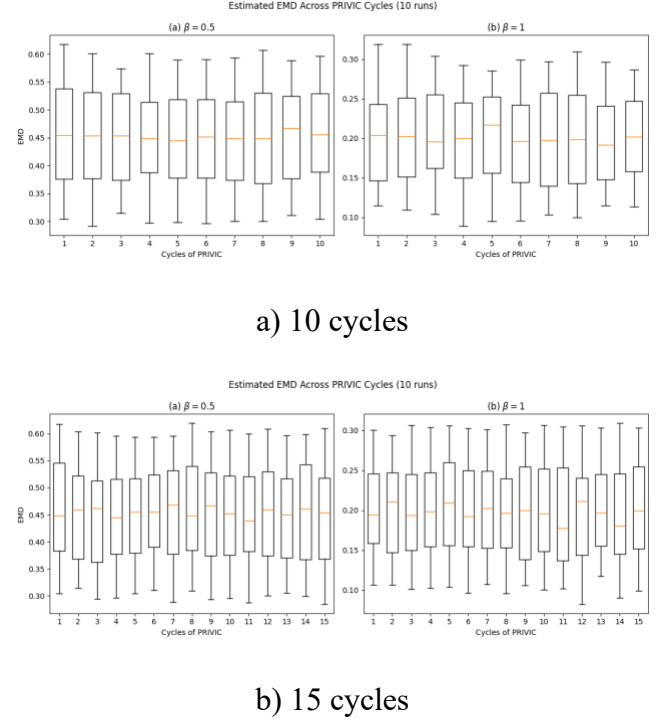 Estimated EMD Across PRIVIC Cycles (10 runs)
(a) β = 0.5
(b) β = 1
0.60
0.55
0.50
0.45
0.40
0.35
0.30
EMD
0.30
0.25
0.20
0.15
0.10
1 2 3 4 5 6 7 8 9 10
1 2 3 4 5 6 7 8 9 10
Cycles of PRIVIC
Cycles of PRIVIC
a) 10 cycles
Estimated EMD Across PRIVIC Cycles (10 runs)
(a) β = 0.5
(b) β = 1
0.60
0.55
0.50
0.45
0.40
0.35
0.30
EMD
0.30
0.25
0.20
0.15
0.10
1 2 3 4 5 6 7 8 9 10 11 12 13 14 15
1 2 3 4 5 6 7 8 9 10 11 12 13 14 15
Cycles of PRIVIC
Cycles of PRIVIC
b) 15 cycles